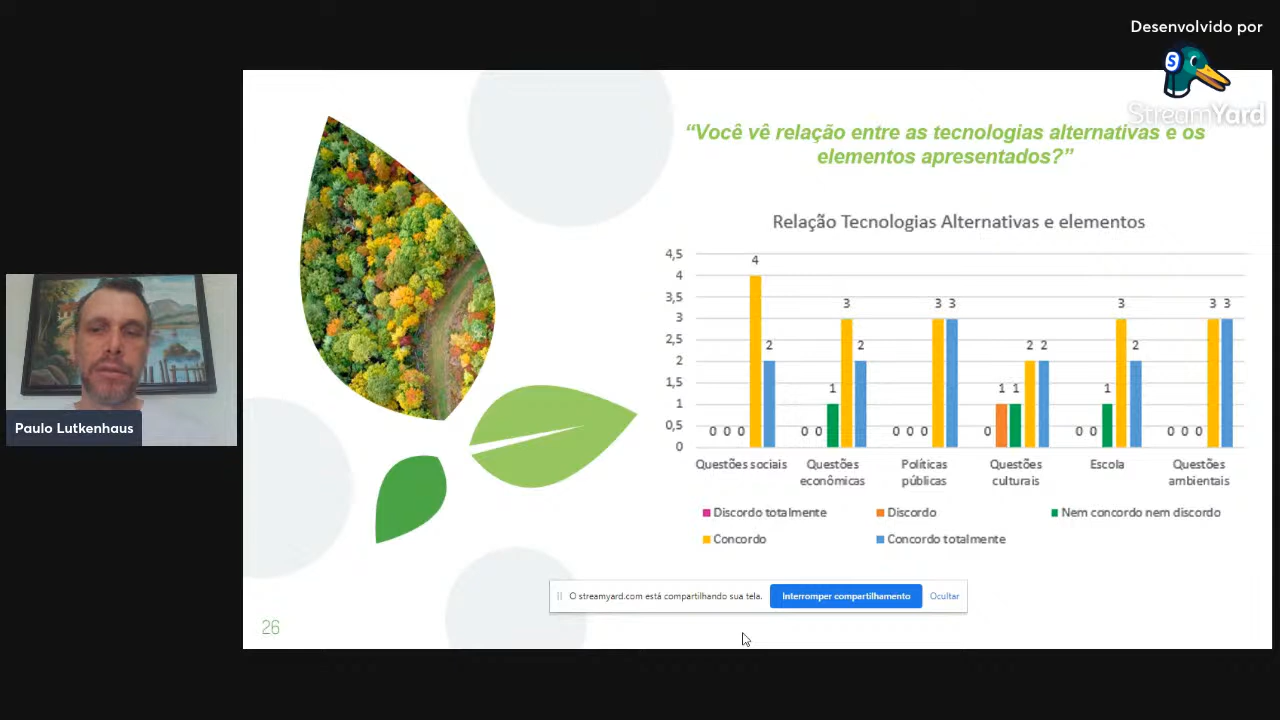 Desenvolvido por
StreamYard
“Você vê relação entre as tecnologias alternativas e os
elementos apresentados?”
Relação Tecnologias Alternativas e elementos
4,5
4
3,5
3
2,5
2
1,5
1
0,5
0
0 0 0 4 2
0 0 1 3 2
0 0 0 3 3
0 1 1 2 2
0 0 1 3 2
0 0 0 3 3
Questões sociais
Questões
econômicas
Políticas
públicas
Questões
culturais
Escola
Questões
ambientais
Discordo totalmente
Discordo
Nem concordo nem discordo
Concordo
Concordo totalmente
Paulo Lutkenhaus
O streamyard.com está compartilhando sua tela.
Interromper compartilhamento
Ocultar
26